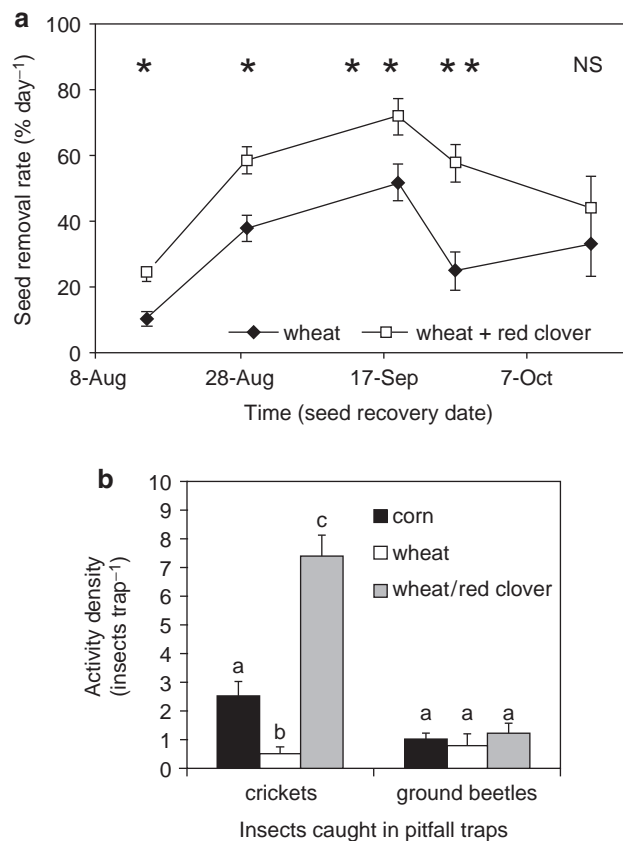 a
100
80
60
40
20
0
Seed removal rate (% day⁻¹)
* * * * * * NS
wheat wheat + red clover
8-Aug 28-Aug 17-Sep 7-Oct
Time (seed recovery date)
b
10
9
8
7
6
5
4
3
2
1
0
Activity density
(insects trap⁻¹)
corn
wheat
wheat/red clover
a b c a a a
crickets ground beetles
Insects caught in pitfall traps